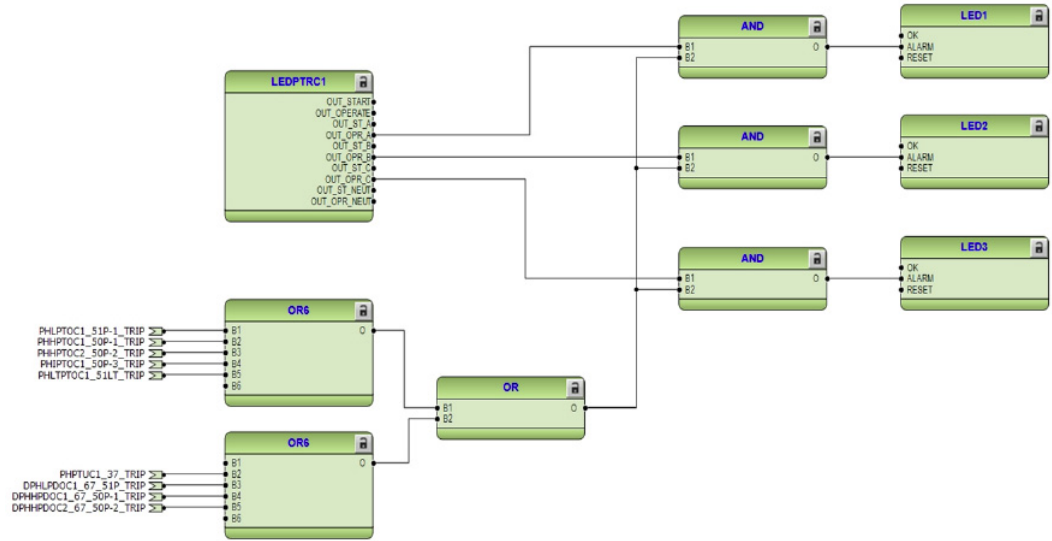 LEDPTRC1
OUT_START
OUT_OPERATE
OUT_ST_A
OUT_OPR_A
OUT_ST_B
OUT_OPR_B
OUT_ST_C
OUT_OPR_C
OUT_ST_NEUT
OUT_OPR_NEUT
AND
B1 O
B2
LED1
OK
ALARM
RESET
AND
B1 O
B2
LED2
OK
ALARM
RESET
AND
B1 O
B2
LED3
OK
ALARM
RESET
PHLPTOC1_51P-1_TRIP
PHHPTOC1_50P-1_TRIP
PHHPTOC2_50P-2_TRIP
PHIPTOC1_50P-3_TRIP
PHLTPTOC1_51LT_TRIP
OR6
B1 O
B2
B3
B4
B5
B6
OR
B1 O
B2
PHPTUC1_37_TRIP
DPHLPDOC1_67_51P_TRIP
DPHHPDOC1_67_50P-1_TRIP
DPHHPDOC2_67_50P-2_TRIP
OR6
B1 O
B2
B3
B4
B5
B6